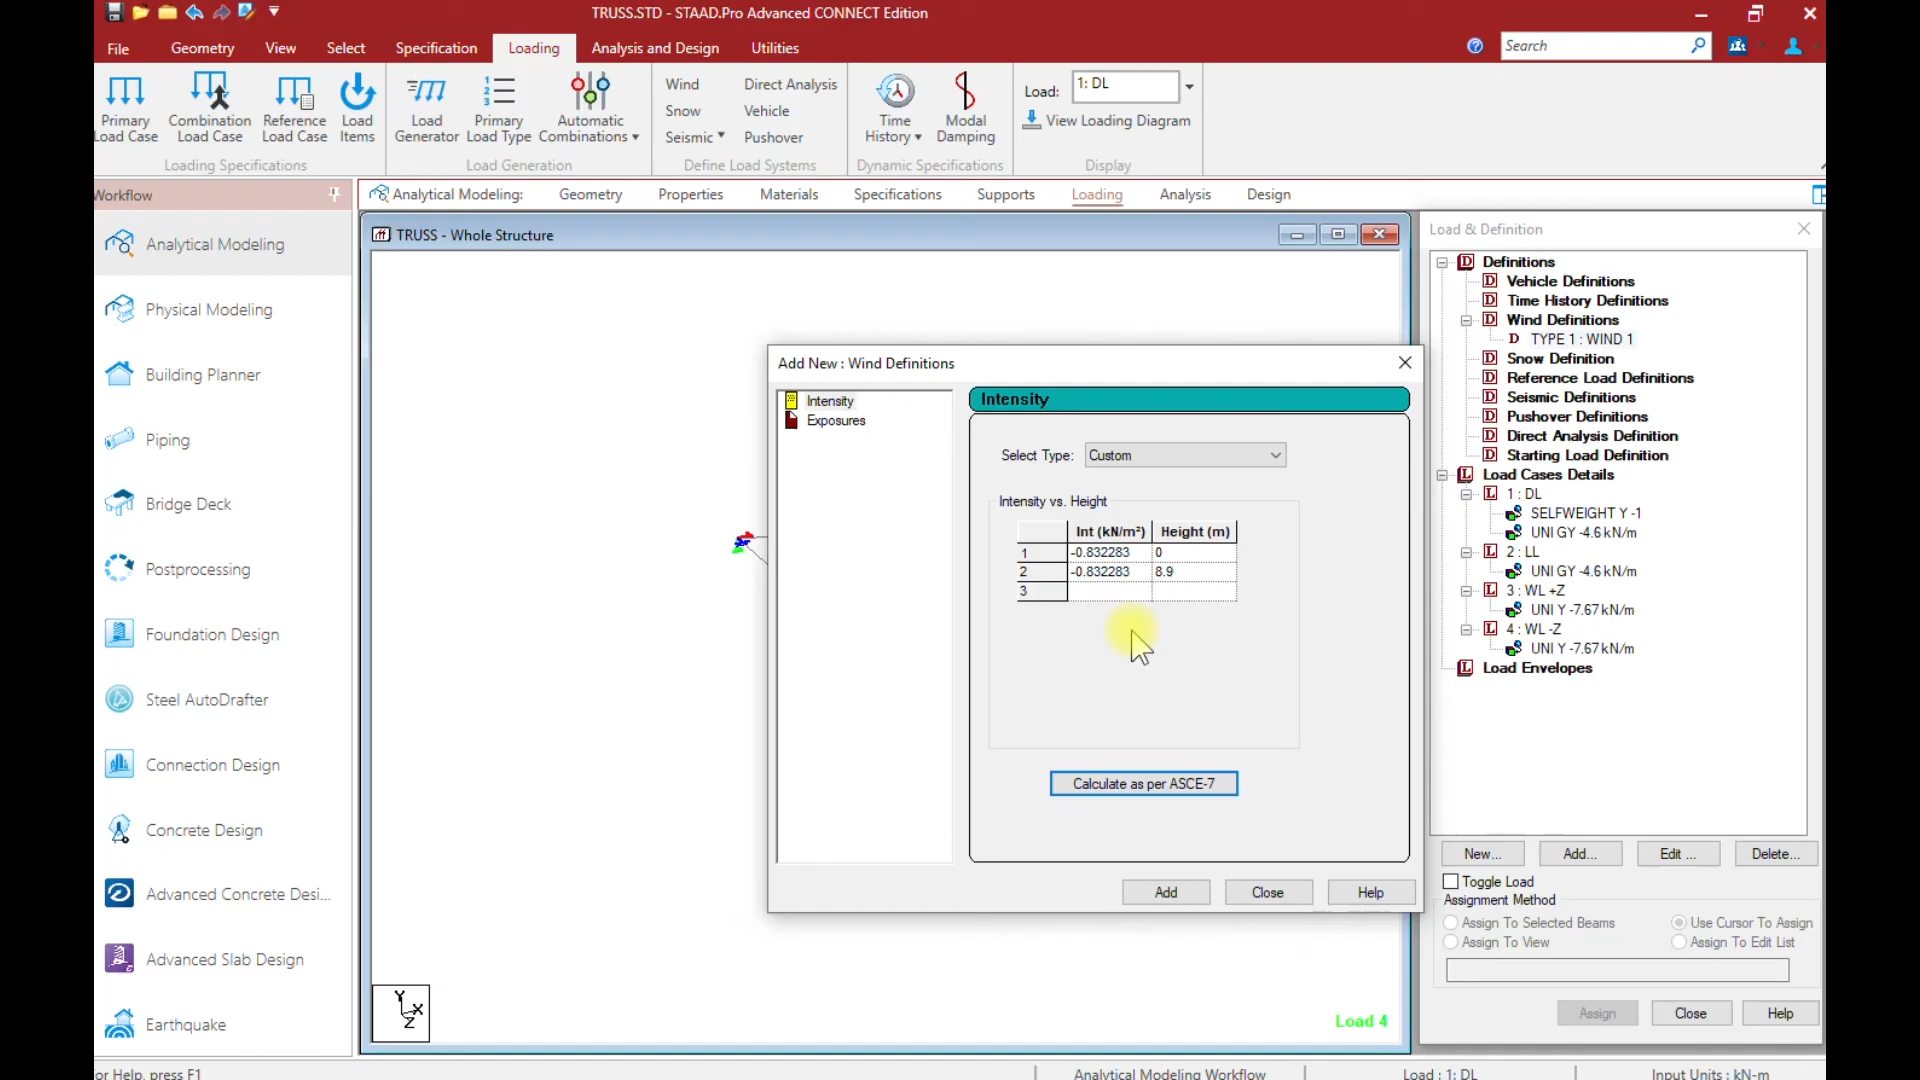 TRUSS.STD - STAAD.Pro Advanced CONNECT Edition
File Geometry View Select Specification Loading Analysis and Design Utilities Search
Primary Load Case
Combination Load Case
Reference Load Case
Load Items
Loading Specifications
Load Generator
Primary Load Type
Automatic Combinations
Load Generation
Wind
Snow
Seismic
Direct Analysis
Vehicle
Pushover
Define Load Systems
Time History
Modal Damping
Dynamic Specifications
Load: 1: DL
View Loading Diagram
Display
Workflow
Analytical Modeling: Geometry Properties Materials Specifications Supports Loading Analysis Design
Analytical Modeling
Physical Modeling
Building Planner
Piping
Bridge Deck
Postprocessing
Foundation Design
Steel AutoDrafter
Connection Design
Concrete Design
Advanced Concrete Desi...
Advanced Slab Design
Earthquake
TRUSS - Whole Structure
Add New : Wind Definitions
Intensity
Exposures
Intensity
Select Type: Custom
Intensity vs. Height
Int (kN/m²) Height (m)
1 -0.832283 0
2 -0.832283 8.9
3
Calculate as per ASCE-7
Add Close Help
Y
X
Z
Load 4
Load & Definition
Definitions
Vehicle Definitions
Time History Definitions
Wind Definitions
TYPE 1 : WIND 1
Snow Definition
Reference Load Definitions
Seismic Definitions
Pushover Definitions
Direct Analysis Definition
Starting Load Definition
Load Cases Details
1 : DL
SELFWEIGHT Y -1
UNI GY -4.6 kN/m
2 : LL
UNI GY -4.6 kN/m
3 : WL +Z
UNI Y -7.67 kN/m
4 : WL -Z
UNI Y -7.67 kN/m
Load Envelopes
New... Add... Edit ... Delete...
Toggle Load
Assignment Method
Assign To Selected Beams Use Cursor To Assign
Assign To View Assign To Edit List
Assign Close Help
or Help, press F1 Analytical Modeling Workflow Load : 1: DL Input Units : kN-m